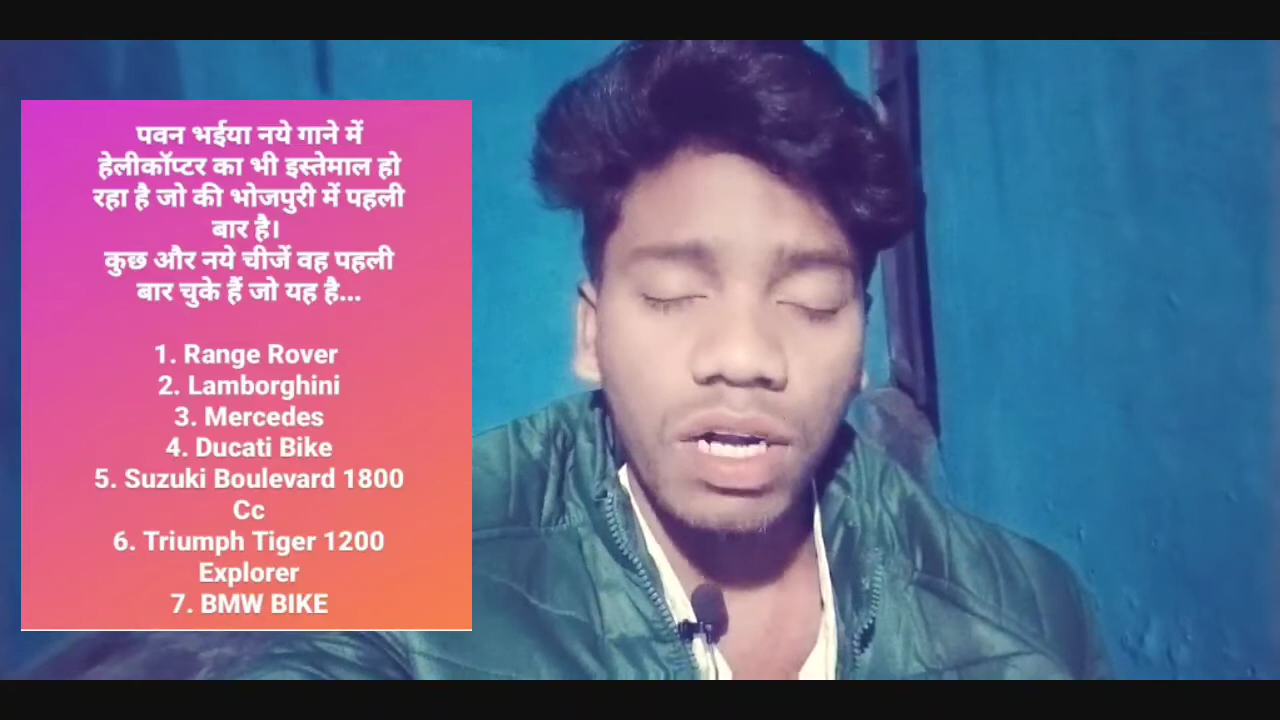 पवन भईया नये गाने में
हेलीकॉप्टर का भी इस्तेमाल हो
रहा है जो की भोजपुरी में पहली
बार है।
कुछ और नये चीजें वह पहली
बार चुके हैं जो यह है...
1. Range Rover
2. Lamborghini
3. Mercedes
4. Ducati Bike
5. Suzuki Boulevard 1800
Cc
6. Triumph Tiger 1200
Explorer
7. BMW BIKE